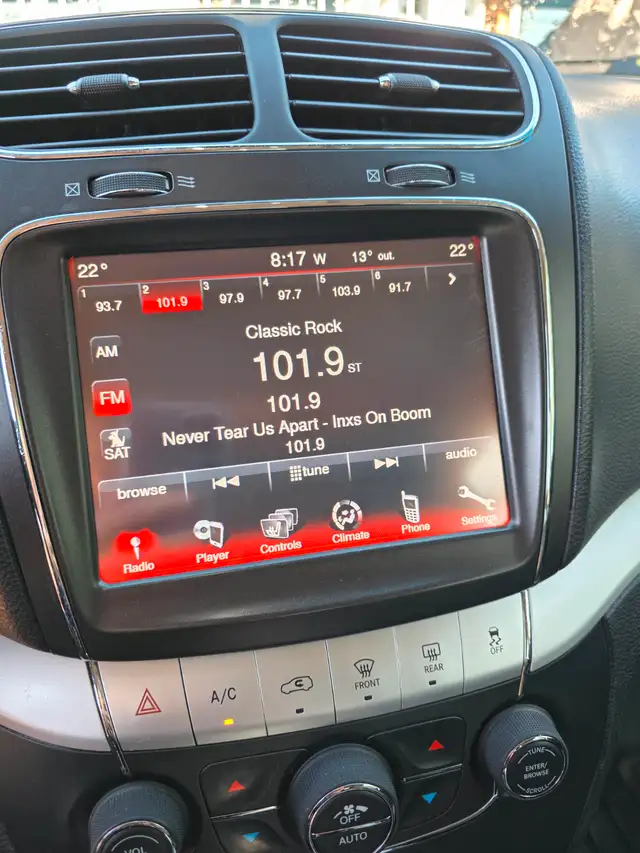 22° 8:17 W 13° out. 22°
1 2 3 4 5 6
93.7 101.9 97.9 97.7 103.9 91.7
Classic Rock
AM
101.9 ST
FM
101.9
Never Tear Us Apart - Inxs On Boom
SAT
101.9
browse tune audio
Radio Player Controls Climate Phone Settings
A/C FRONT REAR OFF
TUNE
ENTER/
BROWSE
SCROLL
OFF
AUTO
VOL